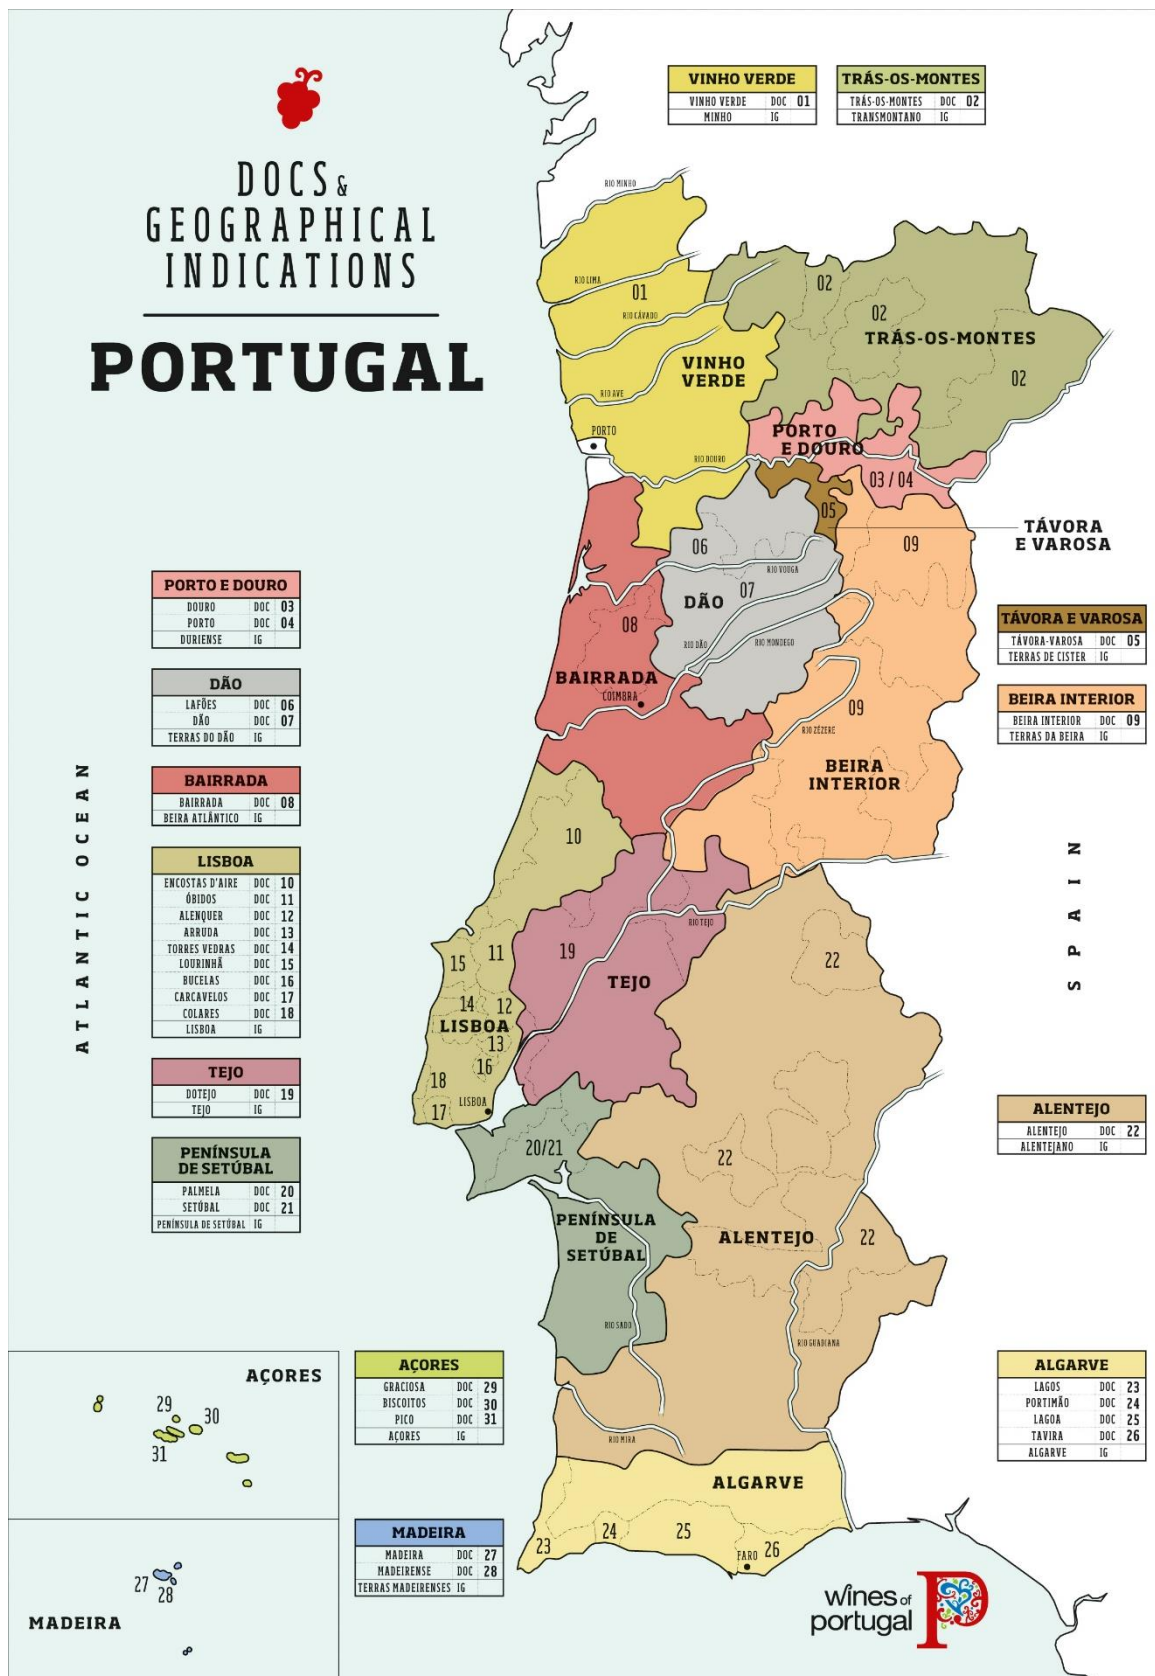 DOCS &
GEOGRAPHICAL
INDICATIONS
PORTUGAL
VINHO VERDE
VINHO VERDE DOC 01
MINHO IG
TRÁS-OS-MONTES
TRÁS-OS-MONTES DOC 02
TRANSMONTANO IG
RIO MINHO
RIO LIMA
01
RIO CÁVADO
02
02
TRÁS-OS-MONTES
VINHO
VERDE
02
RIO AVE
PORTO
PORTO
E DOURO
RIO DOURO
03 / 04
05
TÁVORA
E VAROSA
06
09
RIO VOUGA
07
DÃO
08
RIO DÃO
RIO MONDEGO
BAIRRADA
COIMBRA
09
RIO ZÊZERE
BEIRA
INTERIOR
PORTO E DOURO
DOURO DOC 03
PORTO DOC 04
DURIENSE IG
DÃO
LAFÕES DOC 06
DÃO DOC 07
TERRAS DO DÃO IG
BAIRRADA
BAIRRADA DOC 08
BEIRA ATLÂNTICO IG
LISBOA
ENCOSTAS D'AIRE DOC 10
ÓBIDOS DOC 11
ALENQUER DOC 12
ARRUDA DOC 13
TORRES VEDRAS DOC 14
LOURINHÃ DOC 15
BUCELAS DOC 16
CARCAVELOS DOC 17
COLARES DOC 18
LISBOA IG
TEJO
DOTEJO DOC 19
TEJO IG
PENÍNSULA
DE SETÚBAL
PALMELA DOC 20
SETÚBAL DOC 21
PENÍNSULA DE SETÚBAL IG
ATLANTIC OCEAN
TÁVORA E VAROSA
TÁVORA-VAROSA DOC 05
TERRAS DE CISTER IG
BEIRA INTERIOR
BEIRA INTERIOR DOC 09
TERRAS DA BEIRA IG
SPAIN
10
RIO TEJO
11
15
19
22
TEJO
14
12
LISBOA
13
16
18
17
LISBOA
20/21
22
PENÍNSULA
DE
SETÚBAL
ALENTEJO
22
RIO SADO
RIO GUADIANA
RIO MIRA
ALENTEJO
ALENTEJO DOC 22
ALENTEJANO IG
ALGARVE
23
24
25
FARO
26
ALGARVE
LAGOS DOC 23
PORTIMÃO DOC 24
LAGOA DOC 25
TAVIRA DOC 26
ALGARVE IG
AÇORES
29
30
31
AÇORES
GRACIOSA DOC 29
BISCOITOS DOC 30
PICO DOC 31
AÇORES IG
27
28
MADEIRA
MADEIRA
MADEIRA DOC 27
MADEIRENSE DOC 28
TERRAS MADEIRENSES IG
wines of
portugal
P